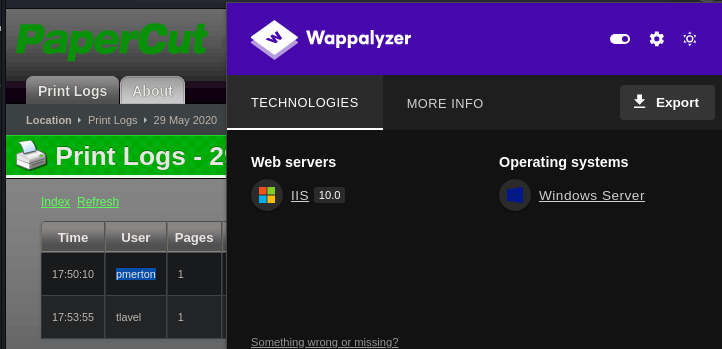 PaperCut
Wappalyzer
Print Logs About
TECHNOLOGIES MORE INFO Export
Location Print Logs 29 May 2020
Print Logs - 29
Web servers Operating systems
IIS 10.0 Windows Server
Index Refresh
Time User Pages
17:50:10 pmerton 1
17:53:55 tlavel 1
Something wrong or missing?